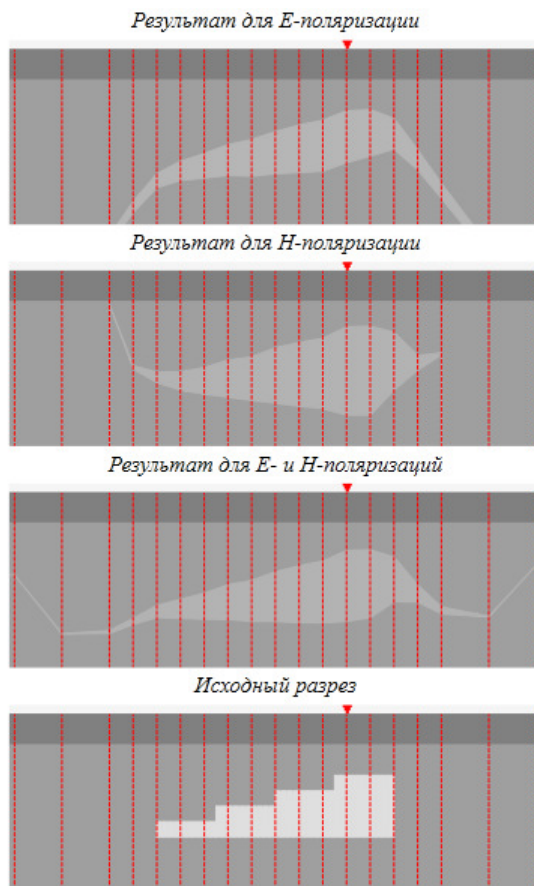 Результат для E-поляризации
Результат для H-поляризации
Результат для E- и H-поляризаций
Исходный разрез